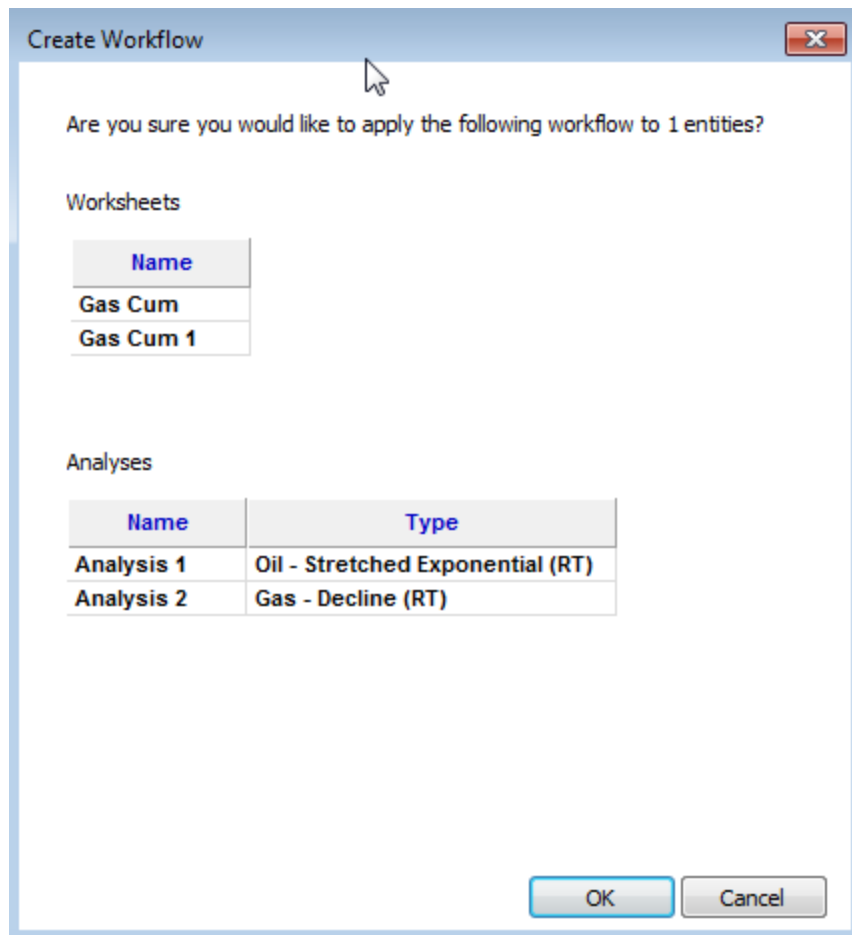 Create Workflow
Are you sure you would like to apply the following workflow to 1 entities?
Worksheets
Name
Gas Cum
Gas Cum 1
Analyses
Name Type
Analysis 1 Oil - Stretched Exponential (RT)
Analysis 2 Gas - Decline (RT)
OK Cancel